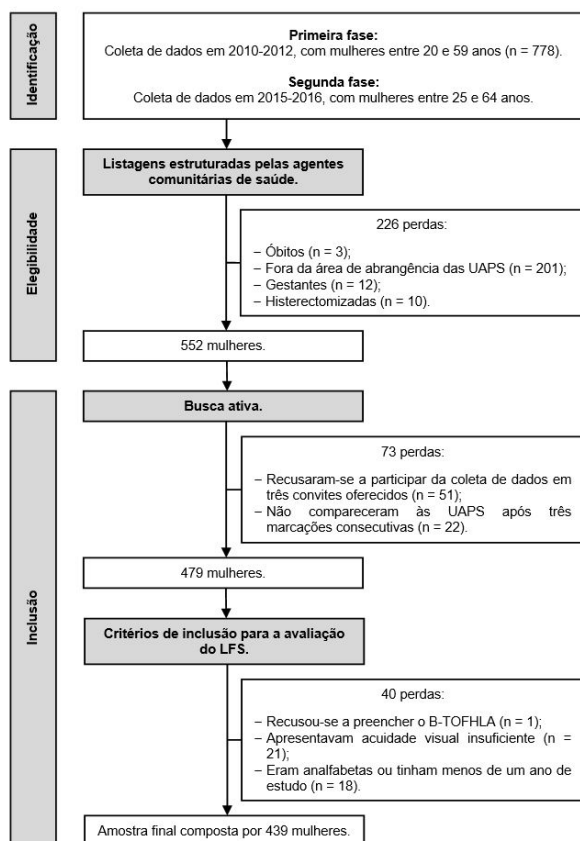 Identificação
Primeira fase:
Coleta de dados em 2010-2012, com mulheres entre 20 e 59 anos (n = 778).
Segunda fase:
Coleta de dados em 2015-2016, com mulheres entre 25 e 64 anos.
Elegibilidade
Listagens estruturadas pelas agentes
comunitárias de saúde.
226 perdas:
– Óbitos (n = 3);
– Fora da área de abrangência das UAPS (n = 201);
– Gestantes (n = 12);
– Histerectomizadas (n = 10).
552 mulheres.
Inclusão
Busca ativa.
73 perdas:
– Recusaram-se a participar da coleta de dados em
três convites oferecidos (n = 51);
– Não compareceram às UAPS após três
marcações consecutivas (n = 22).
479 mulheres.
Critérios de inclusão para a avaliação
do LFS.
40 perdas:
– Recusou-se a preencher o B-TOFHLA (n = 1);
– Apresentavam acuidade visual insuficiente (n =
21);
– Eram analfabetas ou tinham menos de um ano de
estudo (n = 18).
Amostra final composta por 439 mulheres.